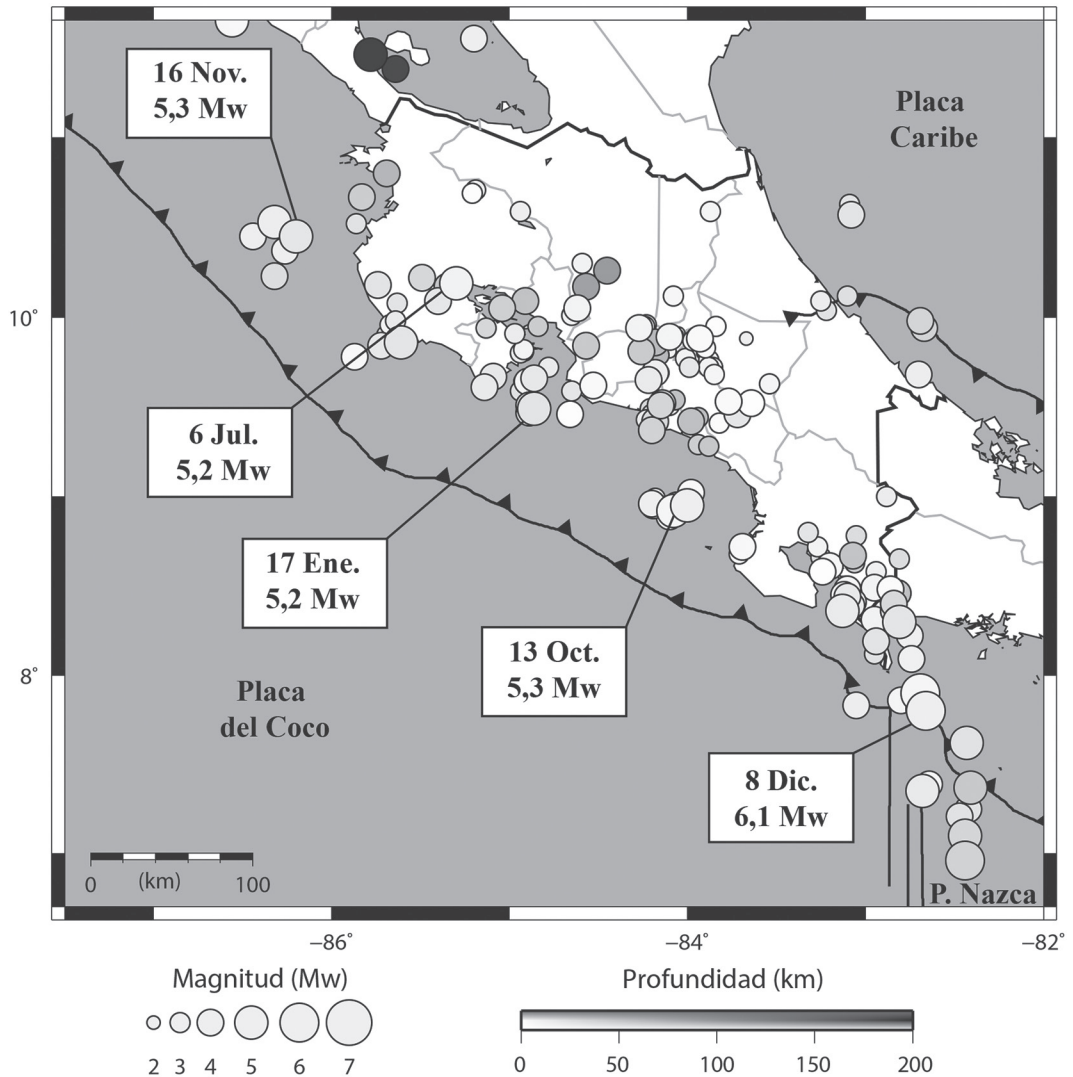 16 Nov.
5,3 Mw
Placa
Caribe
10°
6 Jul.
5,2 Mw
17 Ene.
5,2 Mw
13 Oct.
5,3 Mw
8°
Placa
del Coco
8 Dic.
6,1 Mw
0 (km) 100
P. Nazca
−86° −84° −82°
Magnitud (Mw) Profundidad (km)
2 3 4 5 6 7
0 50 100 150 200